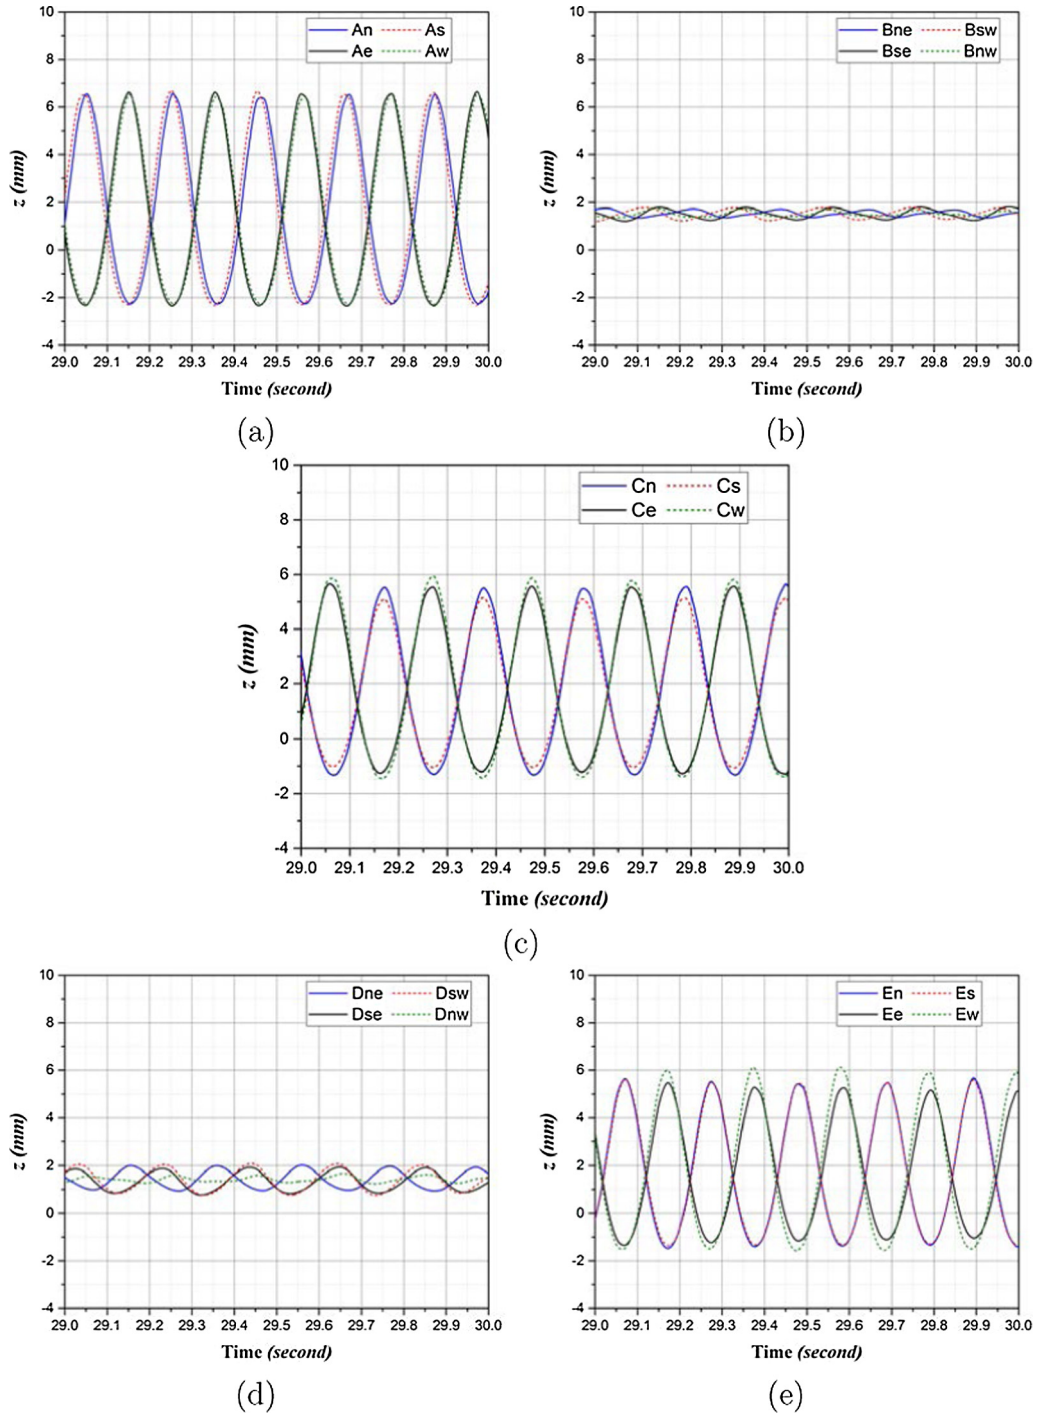 10
8
6
4
2
0
-2
-4
z (mm)
An As
Ae Aw
29.0 29.1 29.2 29.3 29.4 29.5 29.6 29.7 29.8 29.9 30.0
Time (second)
(a)
10
8
6
4
2
0
-2
-4
z (mm)
Bne Bsw
Bse Bnw
29.0 29.1 29.2 29.3 29.4 29.5 29.6 29.7 29.8 29.9 30.0
Time (second)
(b)
10
8
6
4
2
0
-2
-4
z (mm)
Cn Cs
Ce Cw
29.0 29.1 29.2 29.3 29.4 29.5 29.6 29.7 29.8 29.9 30.0
Time (second)
(c)
10
8
6
4
2
0
-2
-4
z (mm)
Dne Dsw
Dse Dnw
29.0 29.1 29.2 29.3 29.4 29.5 29.6 29.7 29.8 29.9 30.0
Time (second)
(d)
10
8
6
4
2
0
-2
-4
z (mm)
En Es
Ee Ew
29.0 29.1 29.2 29.3 29.4 29.5 29.6 29.7 29.8 29.9 30.0
Time (second)
(e)